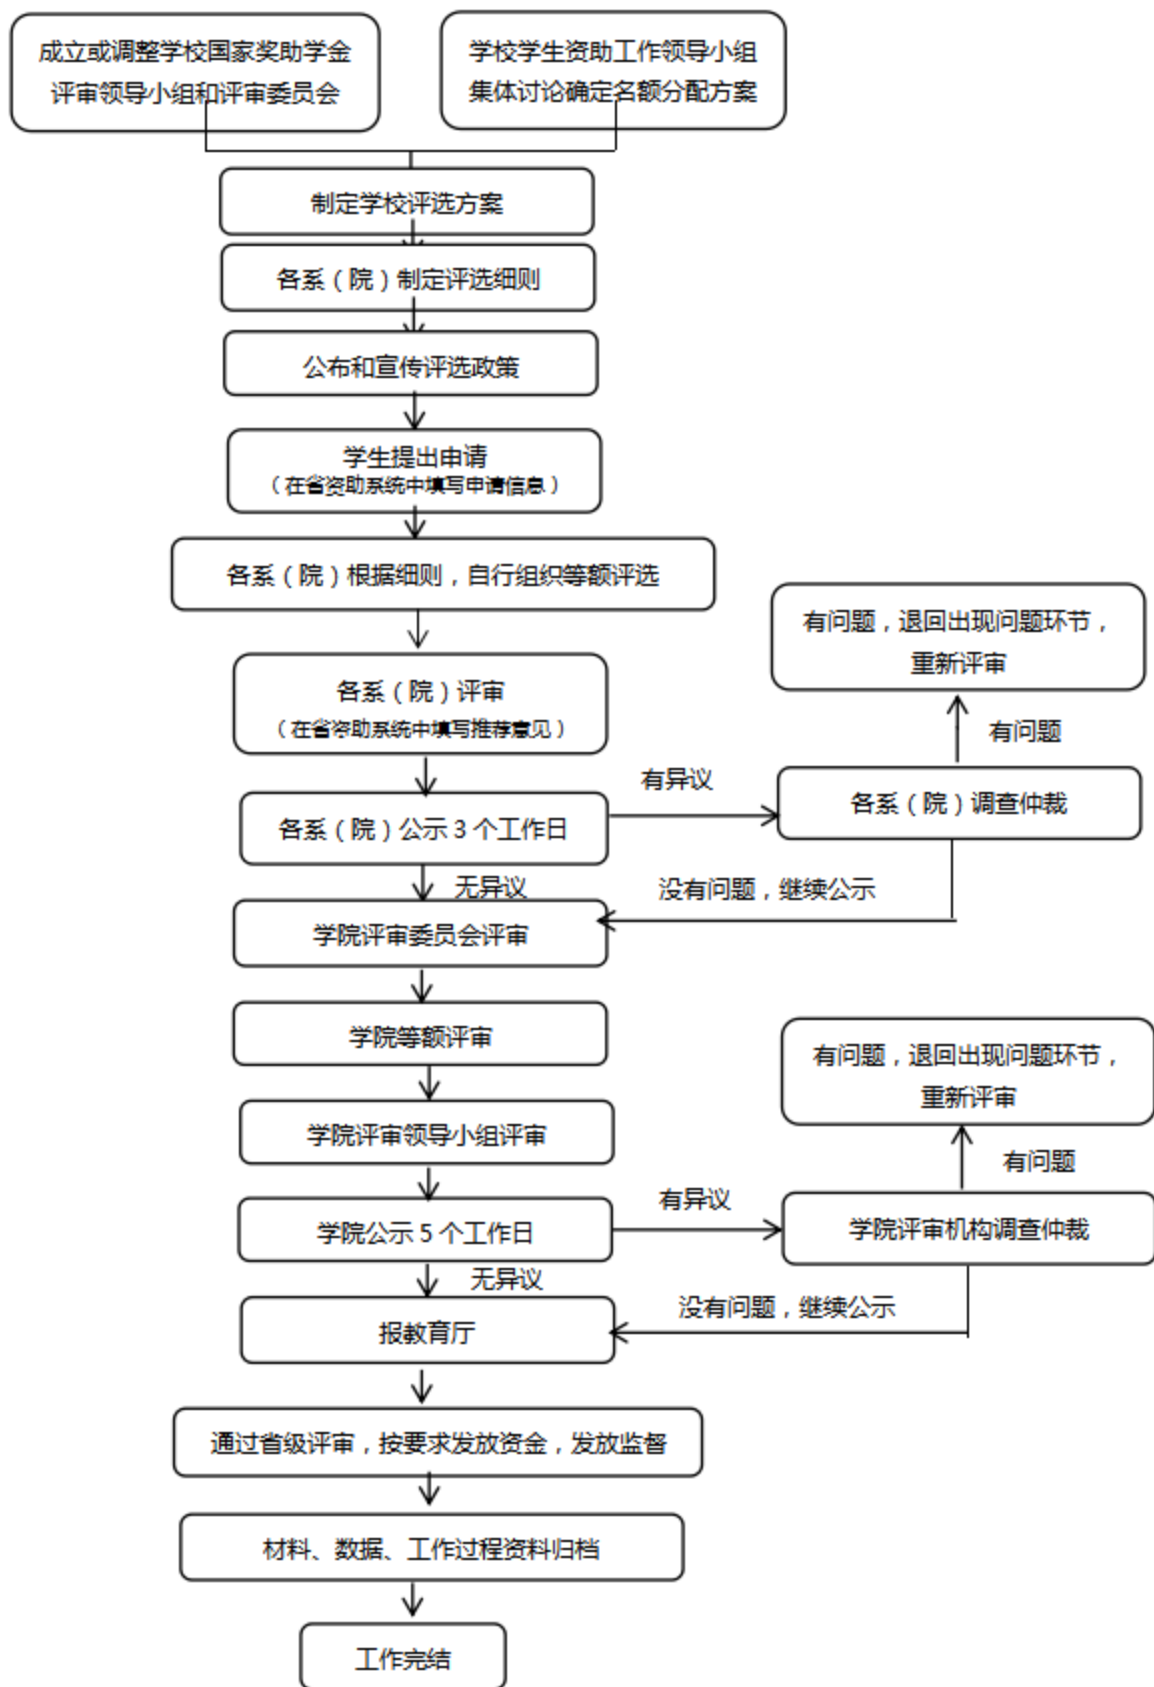 成立或调整学校国家奖助学金
评审领导小组和评审委员会
学校学生资助工作领导小组
集体讨论确定名额分配方案
制定学校评选方案
各系（院）制定评选细则
公布和宣传评选政策
学生提出申请
（在省资助系统中填写申请信息）
各系（院）根据细则，自行组织等额评选
有问题，退回出现问题环节，
重新评审
各系（院）评审
（在省资助系统中填写推荐意见）
有问题
有异议
各系（院）调查仲裁
各系（院）公示 3 个工作日
无异议
没有问题，继续公示
学院评审委员会评审
学院等额评审
有问题，退回出现问题环节，
重新评审
学院评审领导小组评审
有问题
有异议
学院公示 5 个工作日
学院评审机构调查仲裁
无异议
没有问题，继续公示
报教育厅
通过省级评审，按要求发放资金，发放监督
材料、数据、工作过程资料归档
工作完结